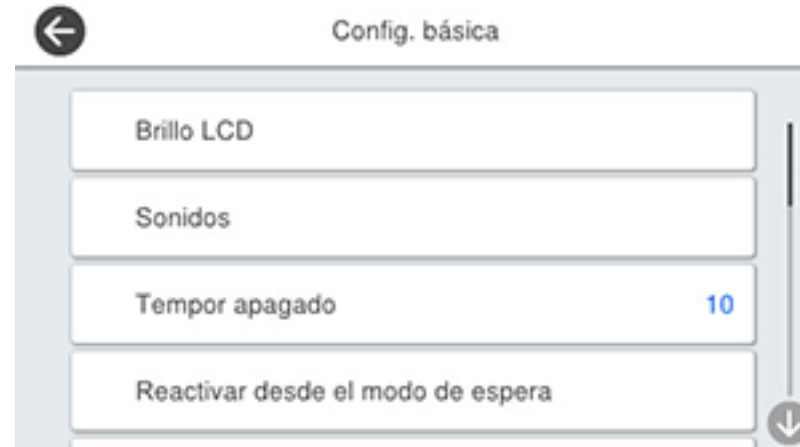 Config. básica
Brillo LCD
Sonidos
Tempor apagado 10
Reactivar desde el modo de espera